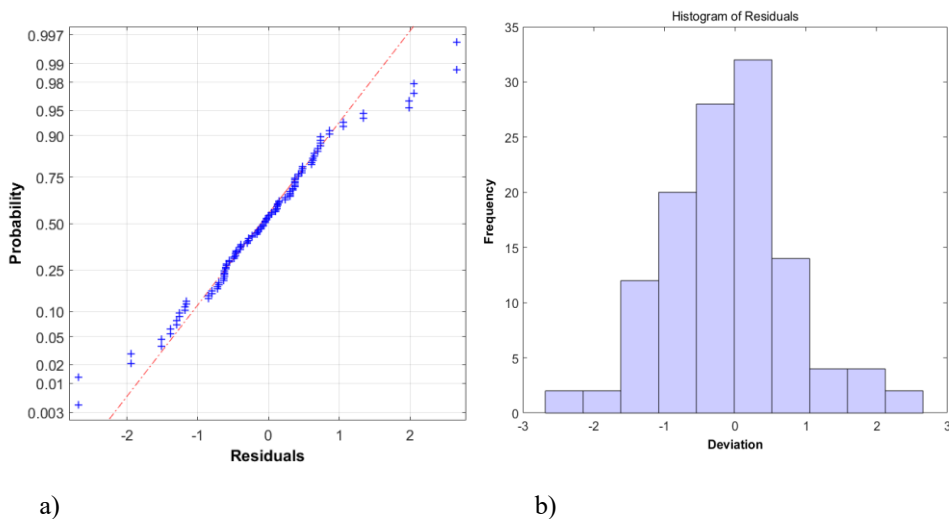 0.997
0.99
0.98
0.95
0.90
0.75
0.50
0.25
0.10
0.05
0.02
0.01
0.003
Probability
-2 -1 0 1 2
Residuals
a)
Histogram of Residuals
35
30
25
20
15
10
5
0
Frequency
-3 -2 -1 0 1 2 3
Deviation
b)